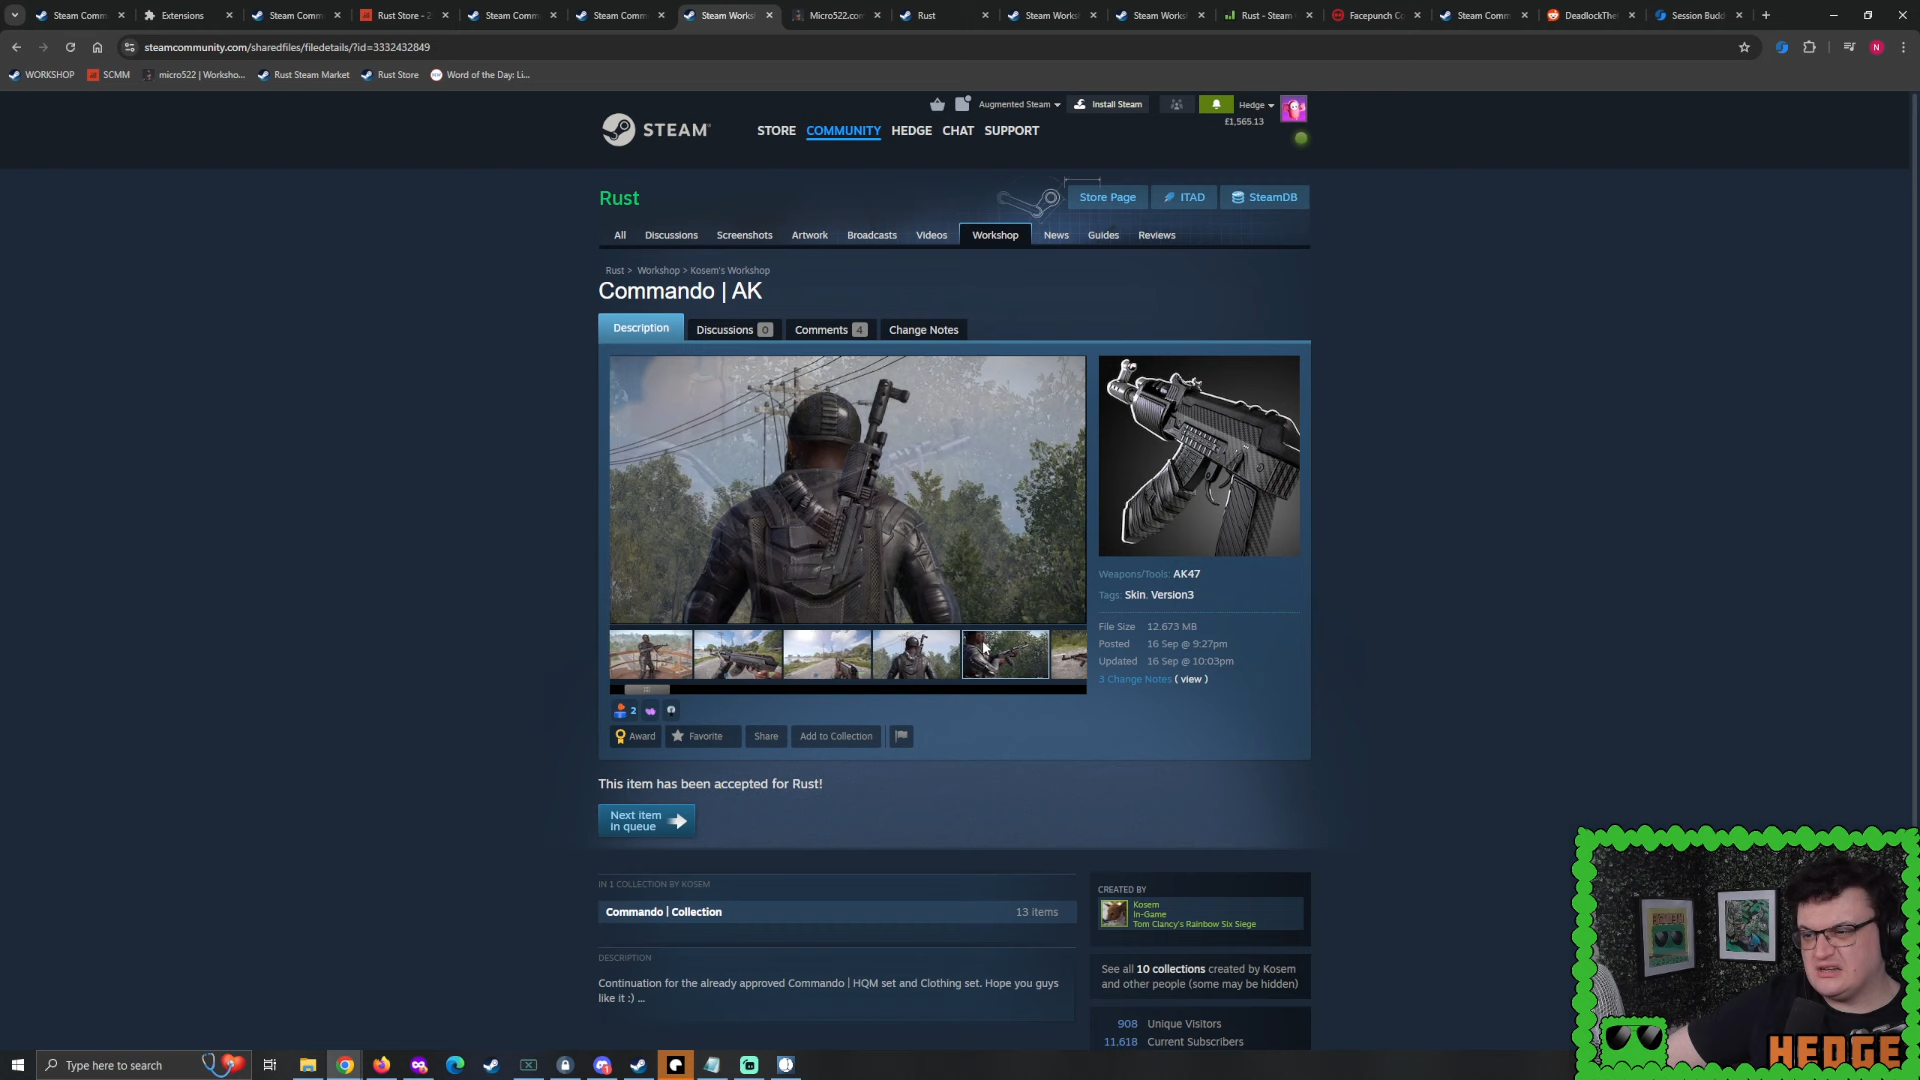 Steam Comm
Extensions
Steam Comm
Rust Store - 2
Steam Comm
Steam Com
Steam Works
Micro522.com
Rust
Steam Works
Steam Works
Rust - Steam
Facepunch Co
Steam Comm
DeadlockThe
Session Budd
steamcommunity.com/sharedfiles/filedetails/?id=3332432849
N
WORKSHOP
SCMM
micro522 | Worksho...
Rust Steam Market
Rust Store
Word of the Day: Li...
Augmented Steam
Install Steam
Hedge
£1,565.13
STEAM
STORE
COMMUNITY
HEDGE
CHAT
SUPPORT
Rust
Store Page
ITAD
SteamDB
All
Discussions
Screenshots
Artwork
Broadcasts
Videos
Workshop
News
Guides
Reviews
Rust > Workshop > Kosem's Workshop
Commando | AK
Description
Discussions 0
Comments 4
Change Notes
Weapons/Tools: AK47
Tags: Skin, Version3
File Size 12.673 MB
Posted 16 Sep @ 9:27pm
Updated 16 Sep @ 10:03pm
3 Change Notes ( view )
2
Award
Favorite
Share
Add to Collection
This item has been accepted for Rust!
Next item
in queue
IN 1 COLLECTION BY KOSEM
Commando | Collection
13 items
DESCRIPTION
Continuation for the already approved Commando | HQM set and Clothing set. Hope you guys
like it :) ...
CREATED BY
Kosem
In-Game
Tom Clancy's Rainbow Six Siege
See all 10 collections created by Kosem
and other people (some may be hidden)
908 Unique Visitors
11,618 Current Subscribers
Type here to search
HEDGE